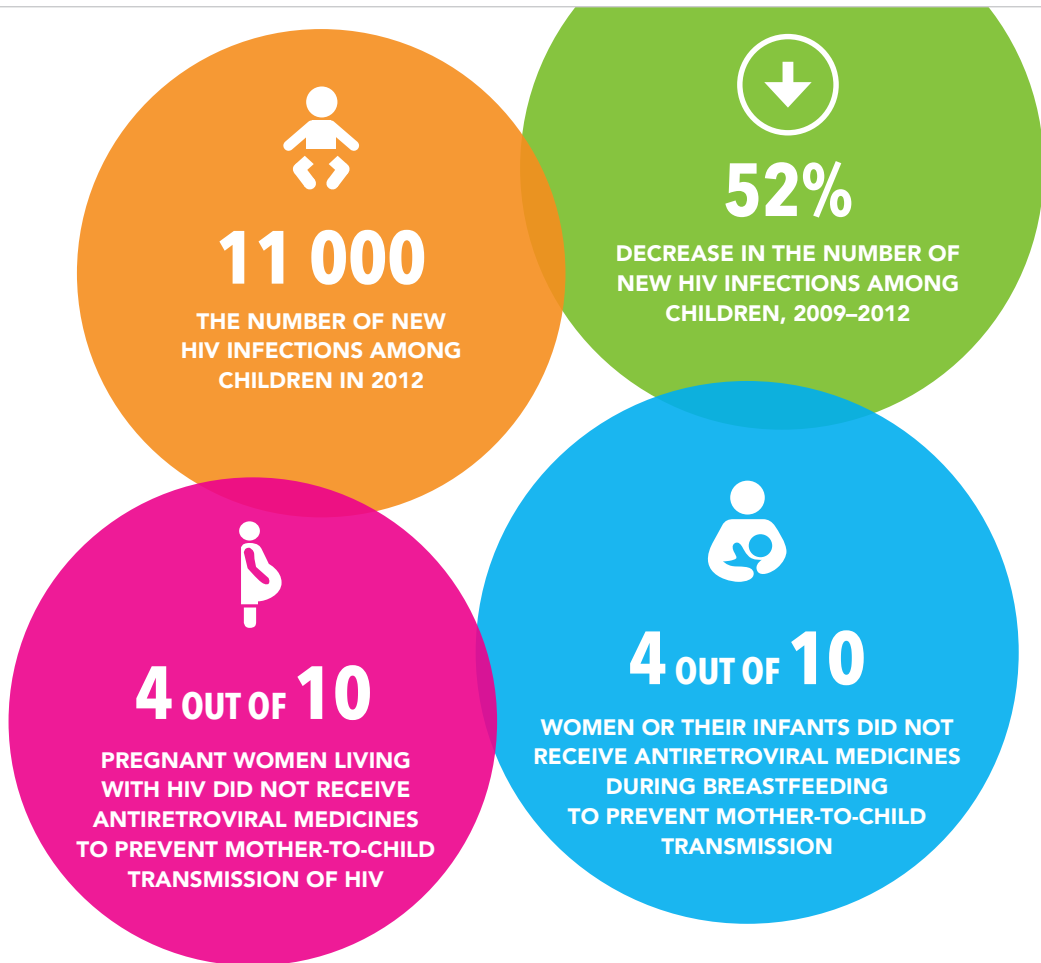 11 000
THE NUMBER OF NEW
HIV INFECTIONS AMONG
CHILDREN IN 2012
52%
DECREASE IN THE NUMBER OF
NEW HIV INFECTIONS AMONG
CHILDREN, 2009–2012
4 OUT OF 10
PREGNANT WOMEN LIVING
WITH HIV DID NOT RECEIVE
ANTIRETROVIRAL MEDICINES
TO PREVENT MOTHER-TO-CHILD
TRANSMISSION OF HIV
4 OUT OF 10
WOMEN OR THEIR INFANTS DID NOT
RECEIVE ANTIRETROVIRAL MEDICINES
DURING BREASTFEEDING
TO PREVENT MOTHER-TO-CHILD
TRANSMISSION